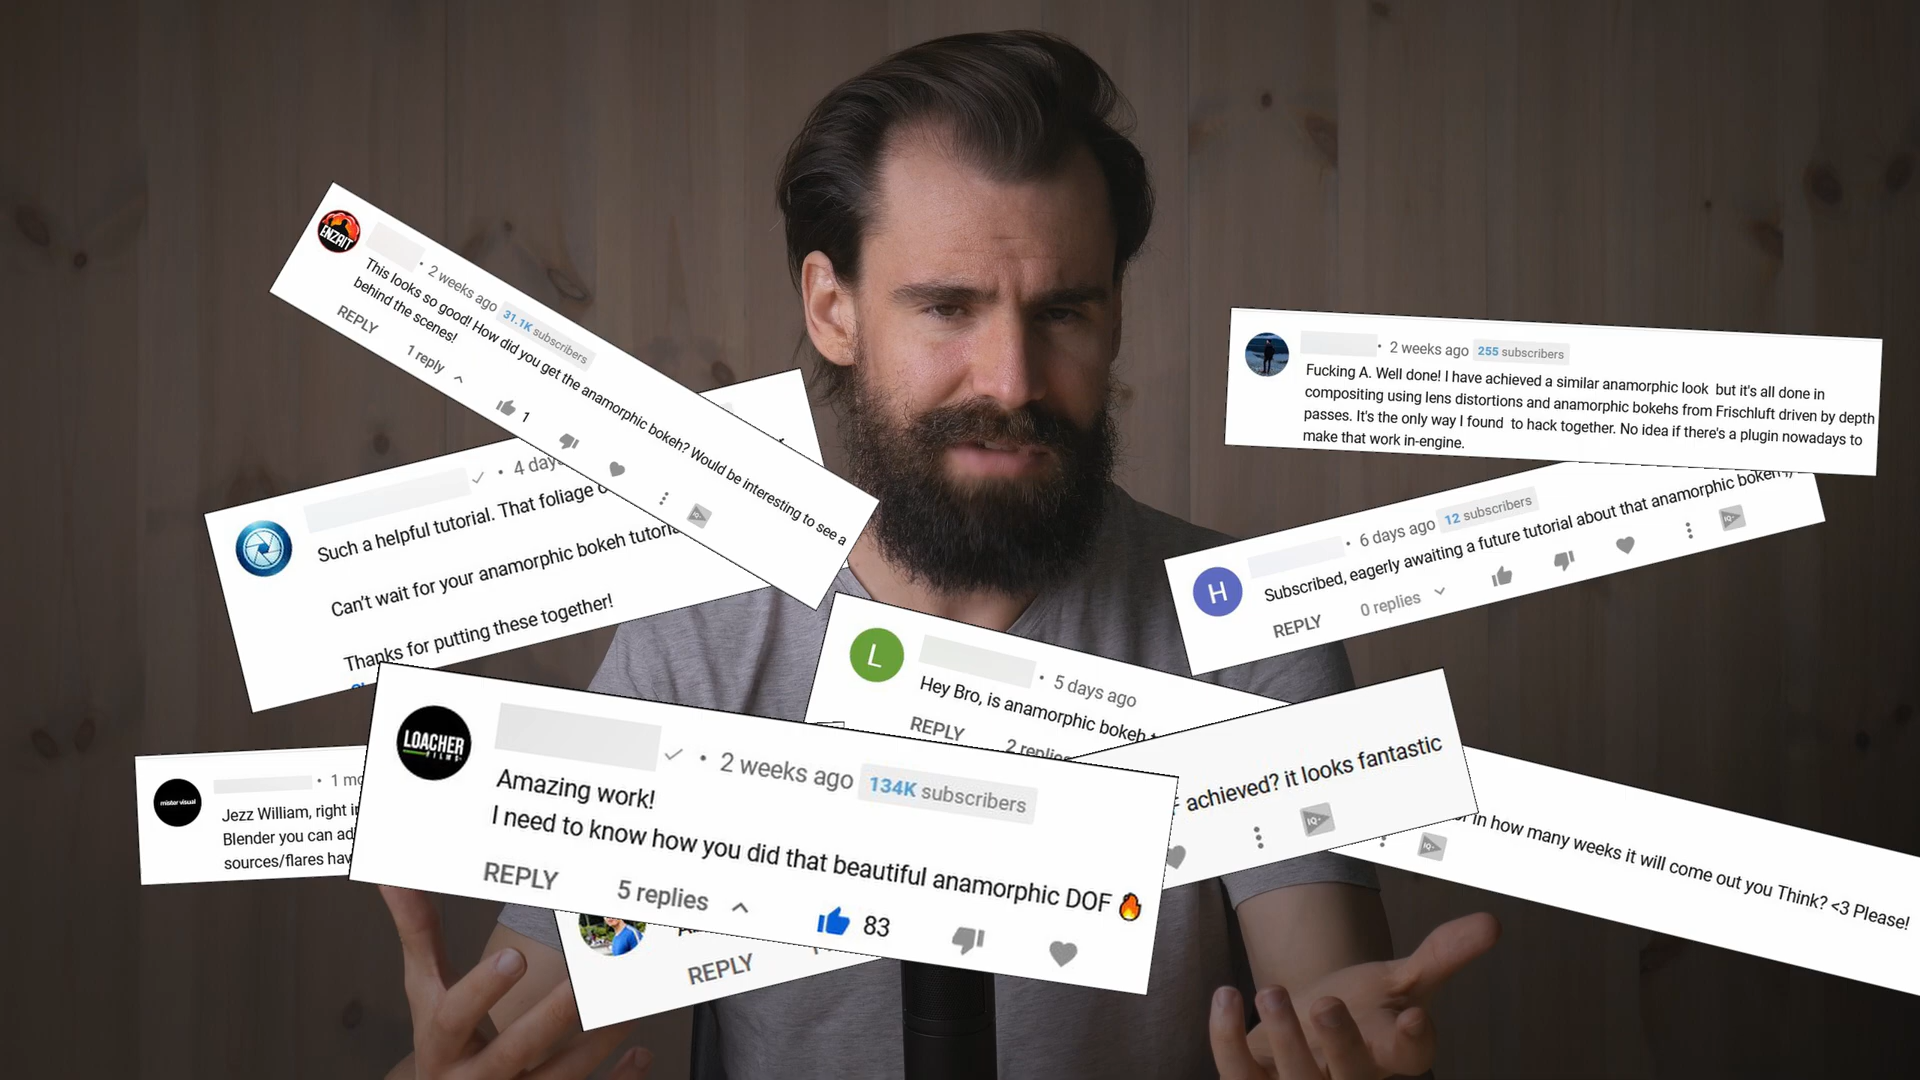 ENZAIT
• 2 weeks ago 31.1K subscribers
This looks so good! How did you get the anamorphic bokeh? Would be interesting to see a
behind the scenes!
REPLY
1 reply
1
IQ
• 2 weeks ago 255 subscribers
Fucking A. Well done! I have achieved a similar anamorphic look but it's all done in
compositing using lens distortions and anamorphic bokehs from Frischluft driven by depth
passes. It's the only way I found to hack together. No idea if there's a plugin nowadays to
make that work in-engine.
• 4 day
Such a helpful tutorial. That foliage
Can't wait for your anamorphic bokeh tutoria
Thanks for putting these together!
H
• 6 days ago 12 subscribers
Subscribed, eagerly awaiting a future tutorial about that anamorphic bokeh
REPLY 0 replies
L
• 5 days ago
Hey Bro, is anamorphic bokeh
REPLY 2 replies
achieved? it looks fantastic
IQ
in how many weeks it will come out you Think? <3 Please!
IQ
LOACHER
FILMS
• 2 weeks ago 134K subscribers
Amazing work!
I need to know how you did that beautiful anamorphic DOF 🔥
REPLY 5 replies 83
mister visual
• 1 mo
Jezz William, right i
Blender you can ad
sources/flares hav
REPLY